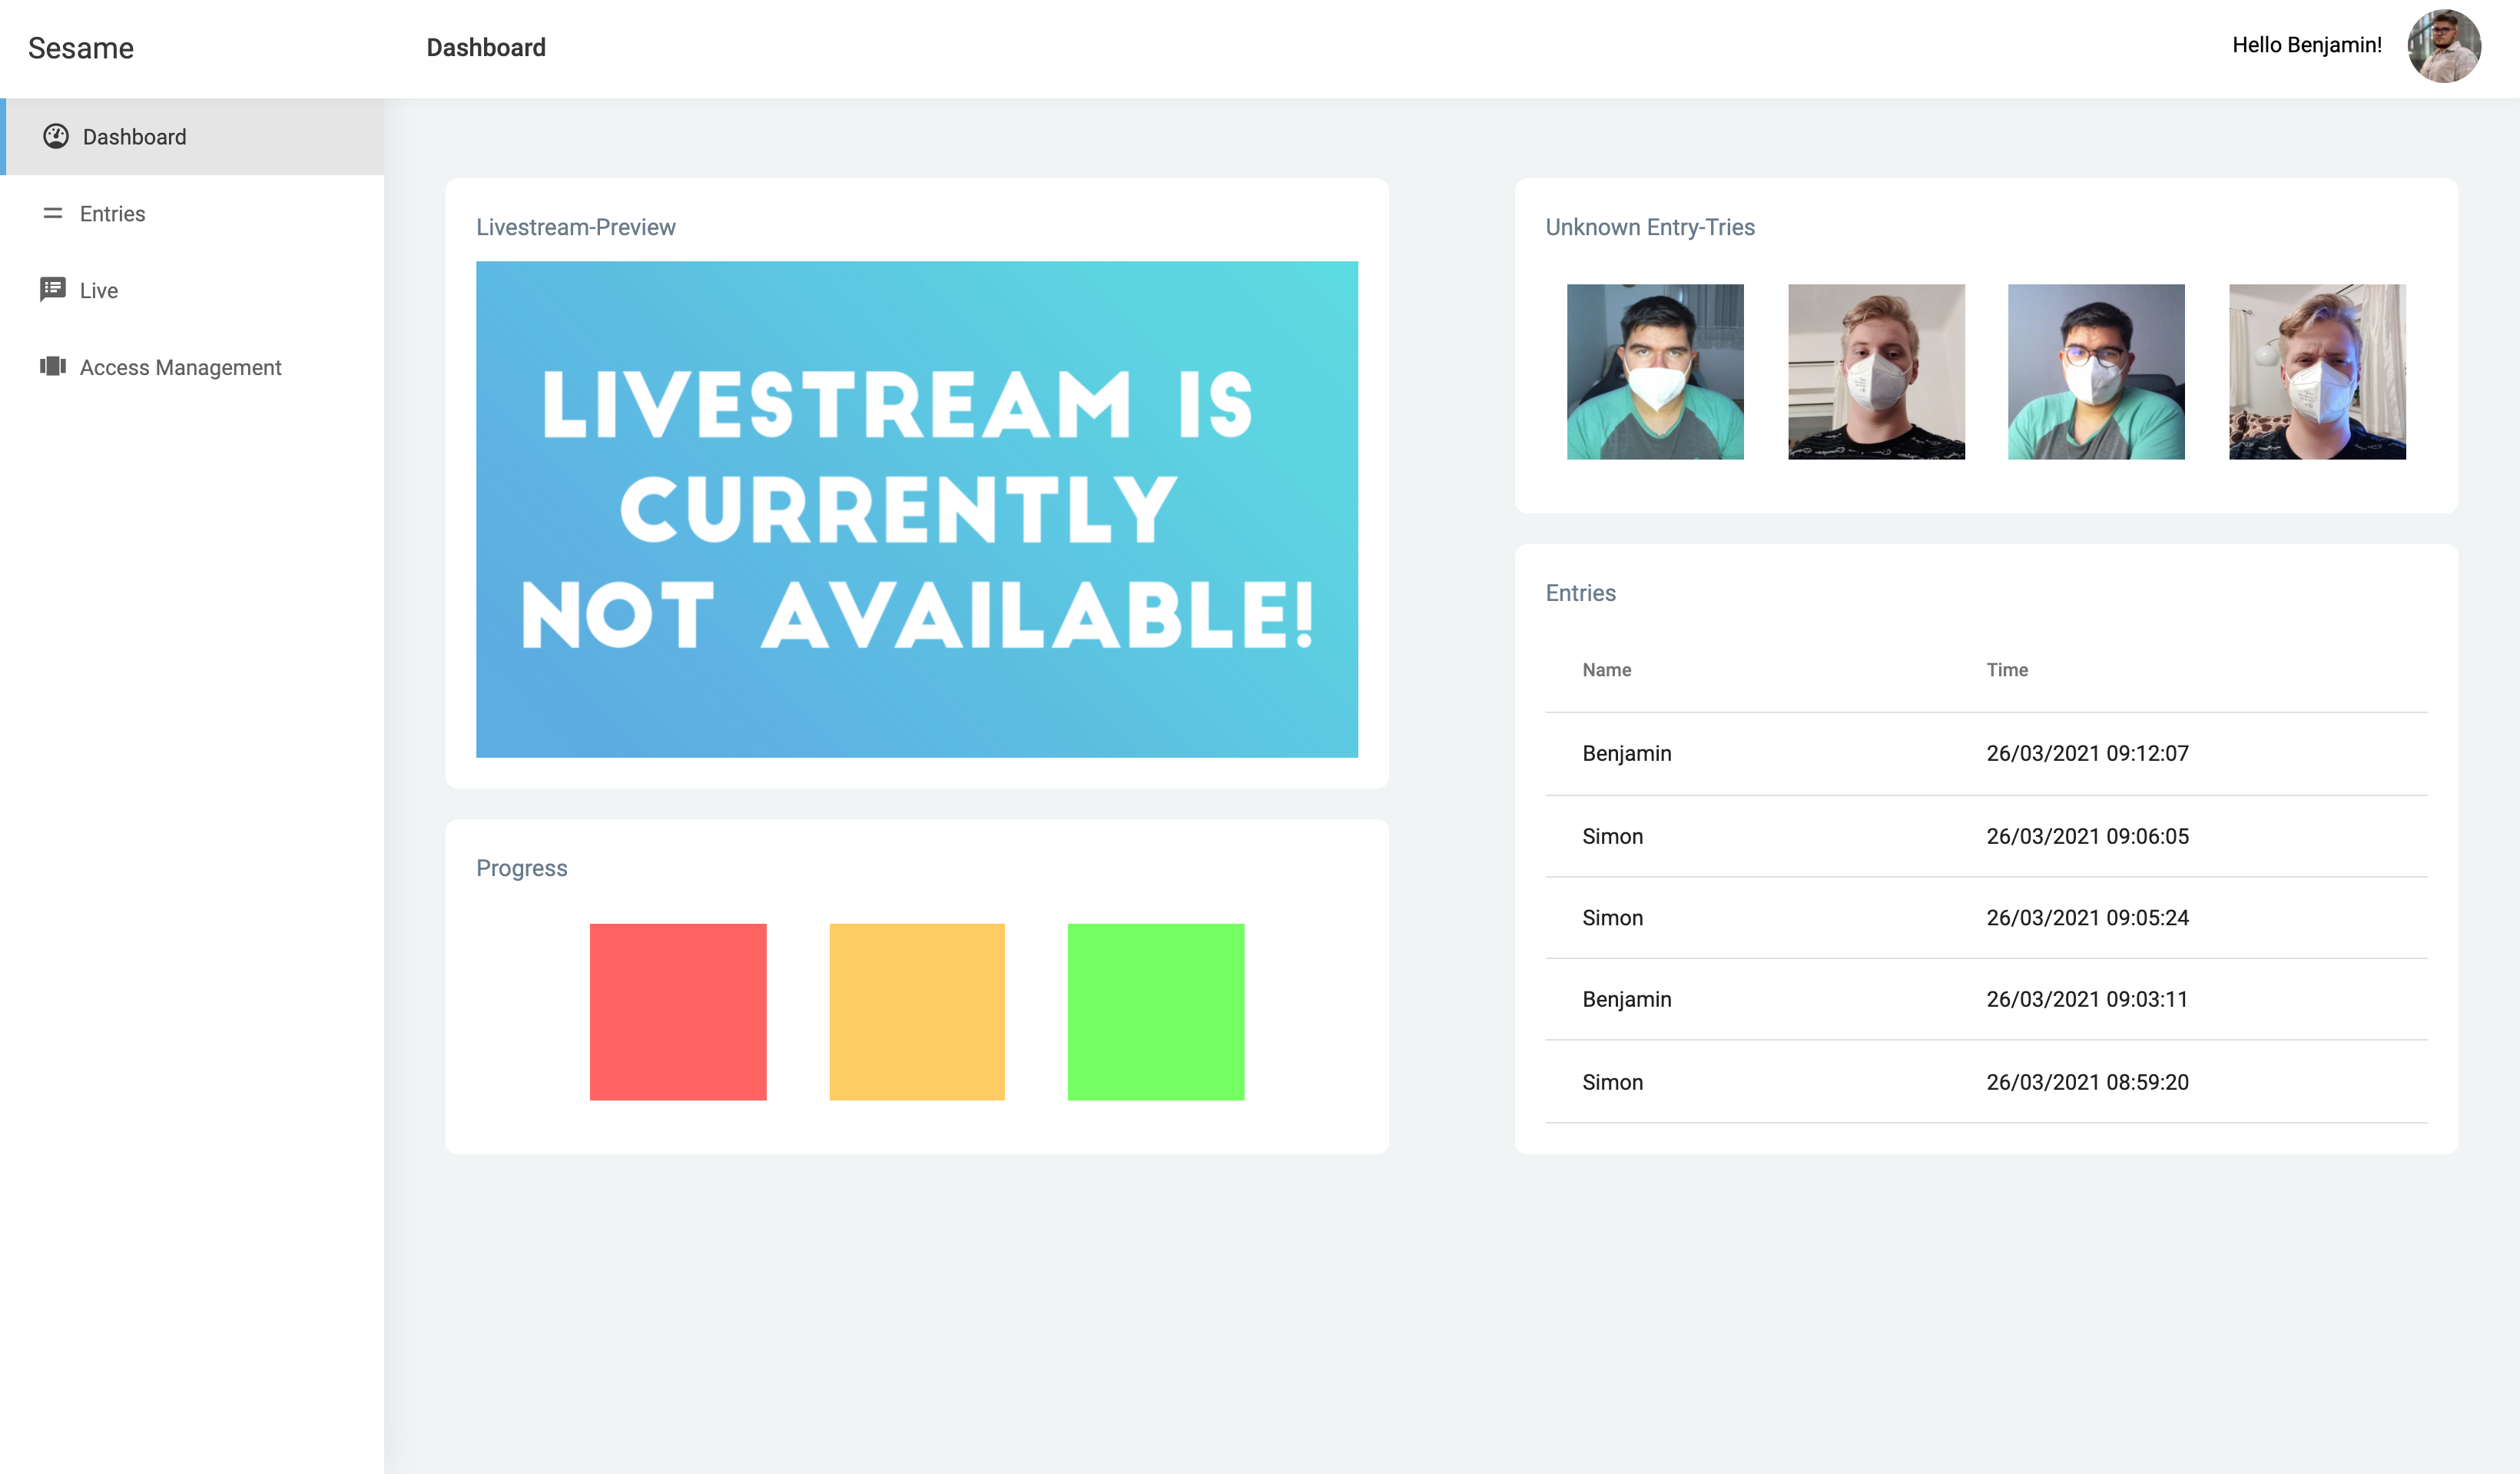 Sesame
Dashboard
Hello Benjamin!
Dashboard
Entries
Live
Access Management
Livestream-Preview
LIVESTREAM IS
CURRENTLY
NOT AVAILABLE!
Progress
Unknown Entry-Tries
Entries
Name Time
Benjamin 26/03/2021 09:12:07
Simon 26/03/2021 09:06:05
Simon 26/03/2021 09:05:24
Benjamin 26/03/2021 09:03:11
Simon 26/03/2021 08:59:20